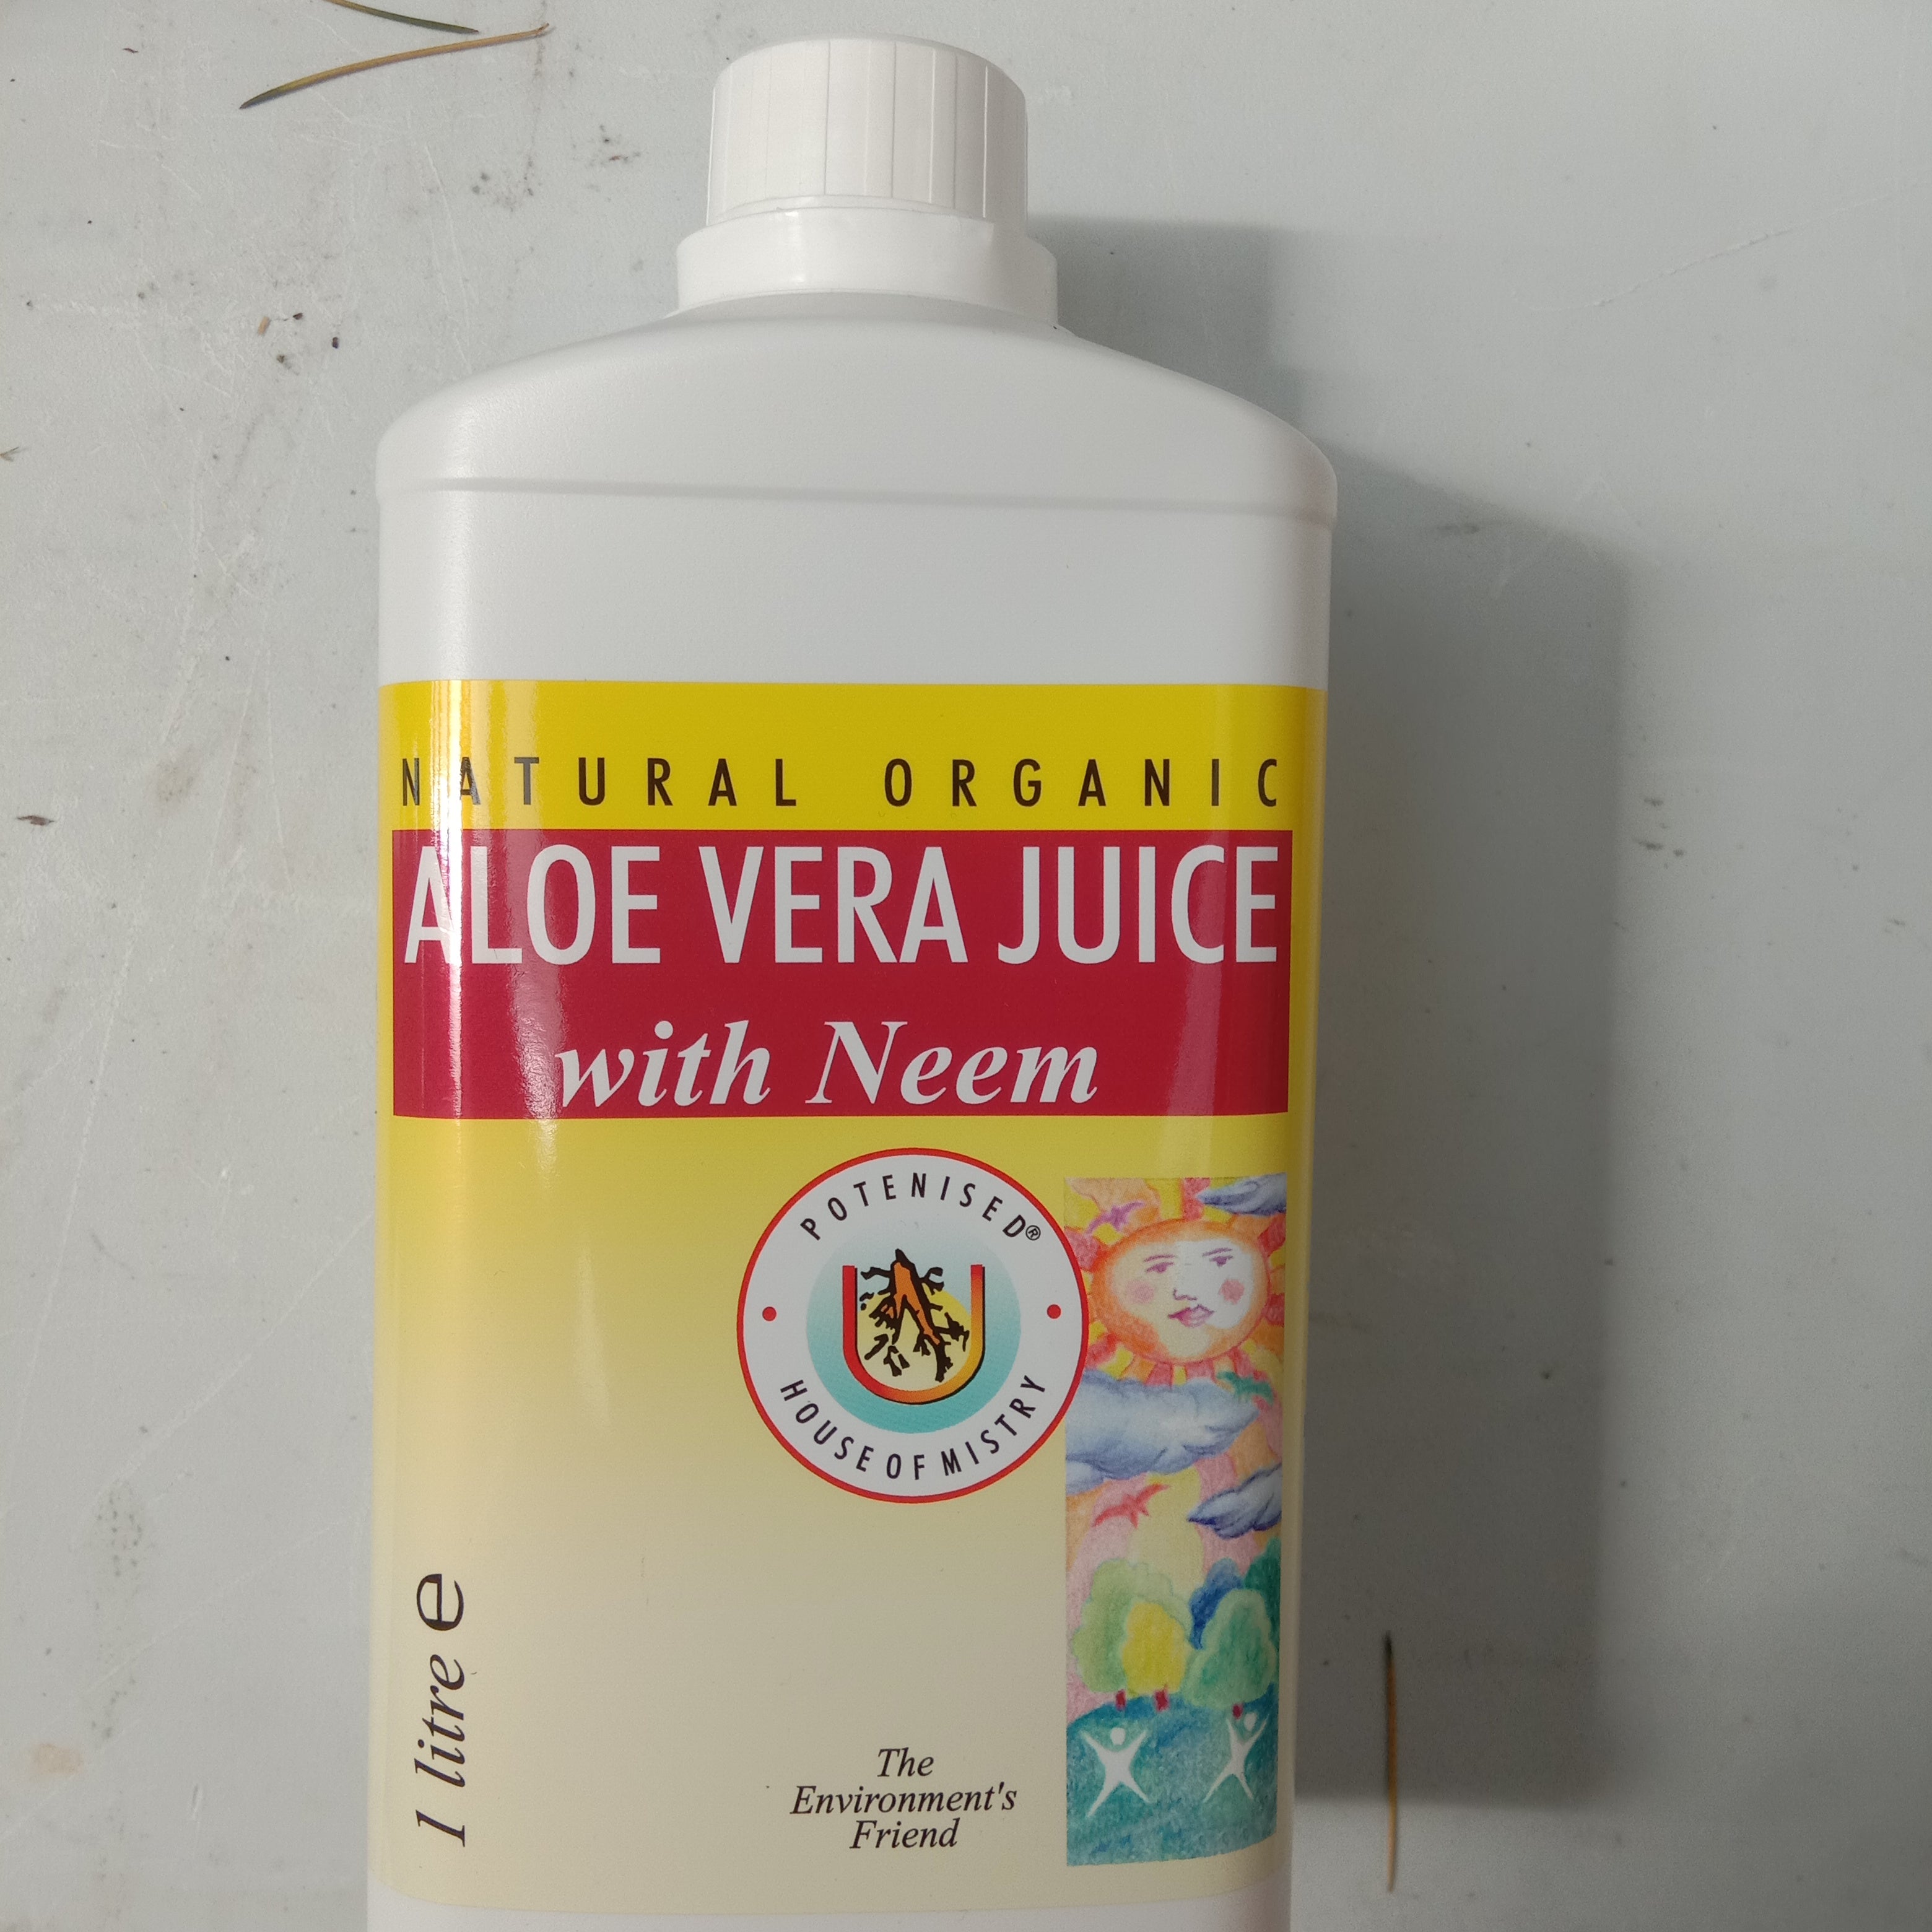 NATURAL ORGANIC
ALOE VERA JUICE
with Neem
POTENISED®
HOUSE OF MISTRY
1 litre e
The
Environment's
Friend